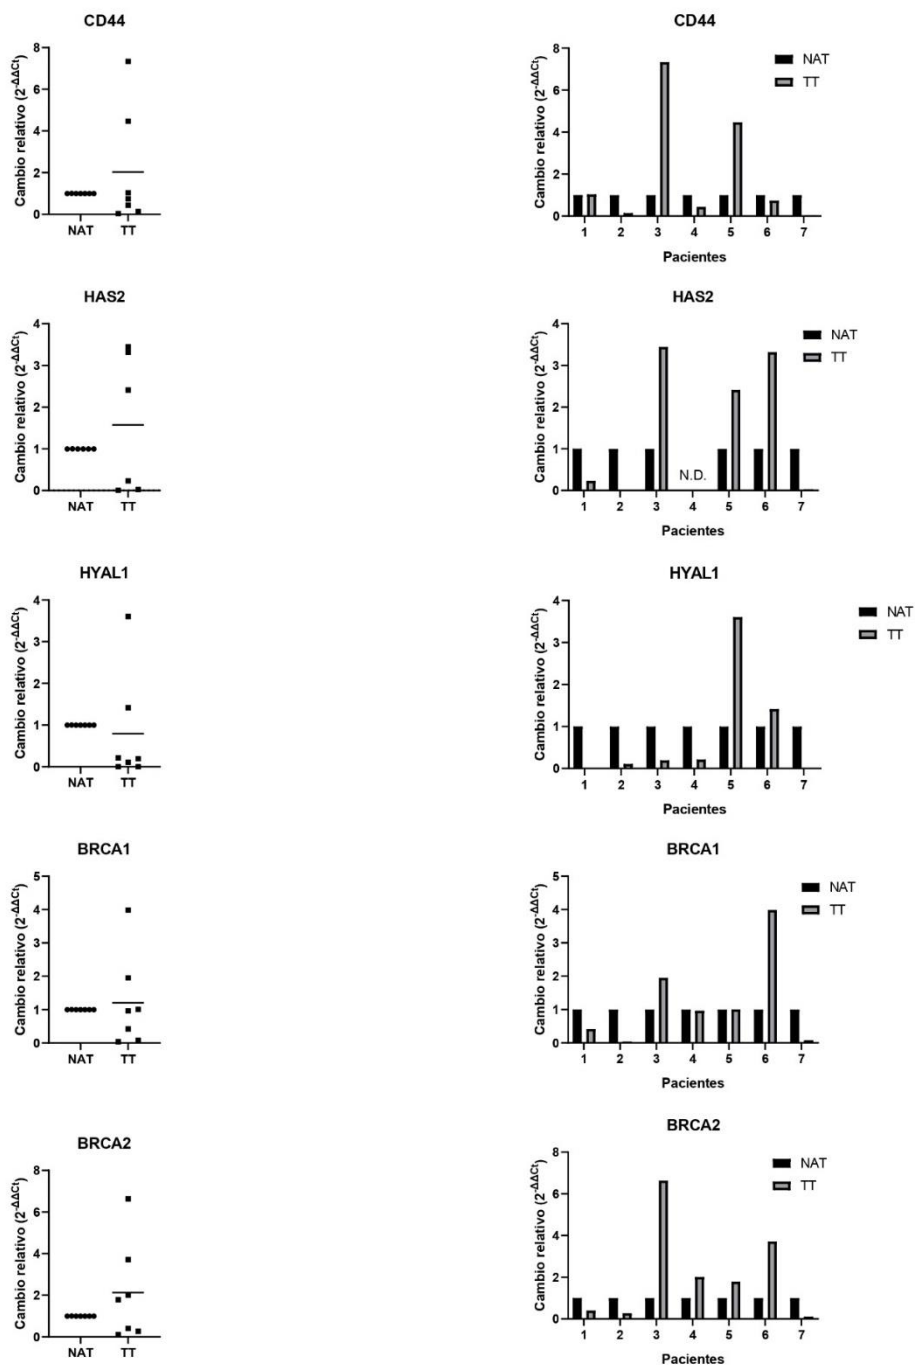 CD44
Cambio relativo (2^-ΔΔCt)
8
6
4
2
0
NAT TT
CD44
NAT
TT
Cambio relativo (2^-ΔΔCt)
8
6
4
2
0
1 2 3 4 5 6 7
Pacientes
HAS2
Cambio relativo (2^-ΔΔCt)
4
3
2
1
0
NAT TT
HAS2
NAT
TT
Cambio relativo (2^-ΔΔCt)
4
3
2
1
0
N.D.
1 2 3 4 5 6 7
Pacientes
HYAL1
Cambio relativo (2^-ΔΔCt)
4
3
2
1
0
NAT TT
HYAL1
NAT
TT
Cambio relativo (2^-ΔΔCt)
4
3
2
1
0
1 2 3 4 5 6 7
Pacientes
BRCA1
Cambio relativo (2^-ΔΔCt)
5
4
3
2
1
0
NAT TT
BRCA1
NAT
TT
Cambio relativo (2^-ΔΔCt)
5
4
3
2
1
0
1 2 3 4 5 6 7
Pacientes
BRCA2
Cambio relativo (2^-ΔΔCt)
8
6
4
2
0
NAT TT
BRCA2
NAT
TT
Cambio relativo (2^-ΔΔCt)
8
6
4
2
0
1 2 3 4 5 6 7
Pacientes